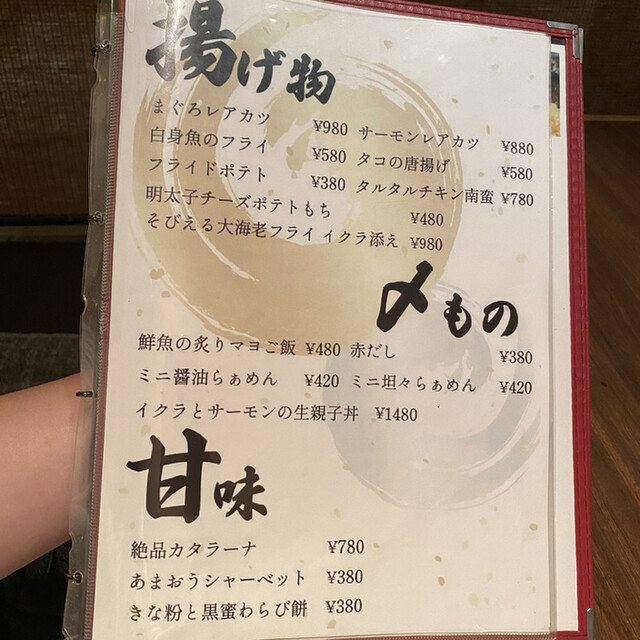 揚げ物
まぐろレアカツ ¥980 サーモンレアカツ ¥880
白身魚のフライ ¥580 タコの唐揚げ ¥580
フライドポテト ¥380 タルタルチキン南蛮 ¥780
明太子チーズポテトもち ¥480
そびえる大海老フライ イクラ添え ¥980
〆もの
鮮魚の炙りマヨご飯 ¥480 赤だし ¥380
ミニ醤油らぁめん ¥420 ミニ坦々らぁめん ¥420
イクラとサーモンの生親子丼 ¥1480
甘味
絶品カタラーナ ¥780
あまおうシャーベット ¥380
きな粉と黒蜜わらび餅 ¥380